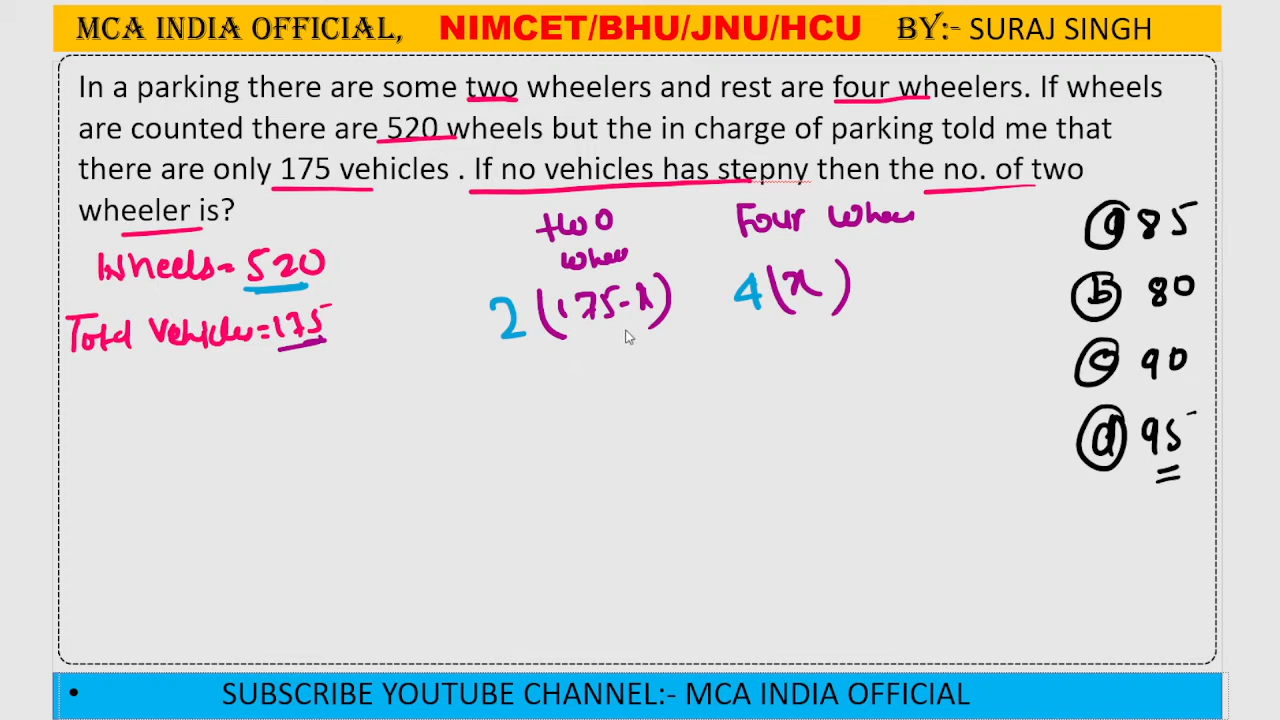 MCA INDIA OFFICIAL, NIMCET/BHU/JNU/HCU BY:- SURAJ SINGH
In a parking there are some two wheelers and rest are four wheelers. If wheels
are counted there are 520 wheels but the in charge of parking told me that
there are only 175 vehicles . If no vehicles has stepny then the no. of two
wheeler is?
two
wheel
Four wheel
Wheels = 520
Total vehicles = 175
2 (175-x)
4 (x)
a 85
b 80
c 90
d 95
• SUBSCRIBE YOUTUBE CHANNEL:- MCA INDIA OFFICIAL